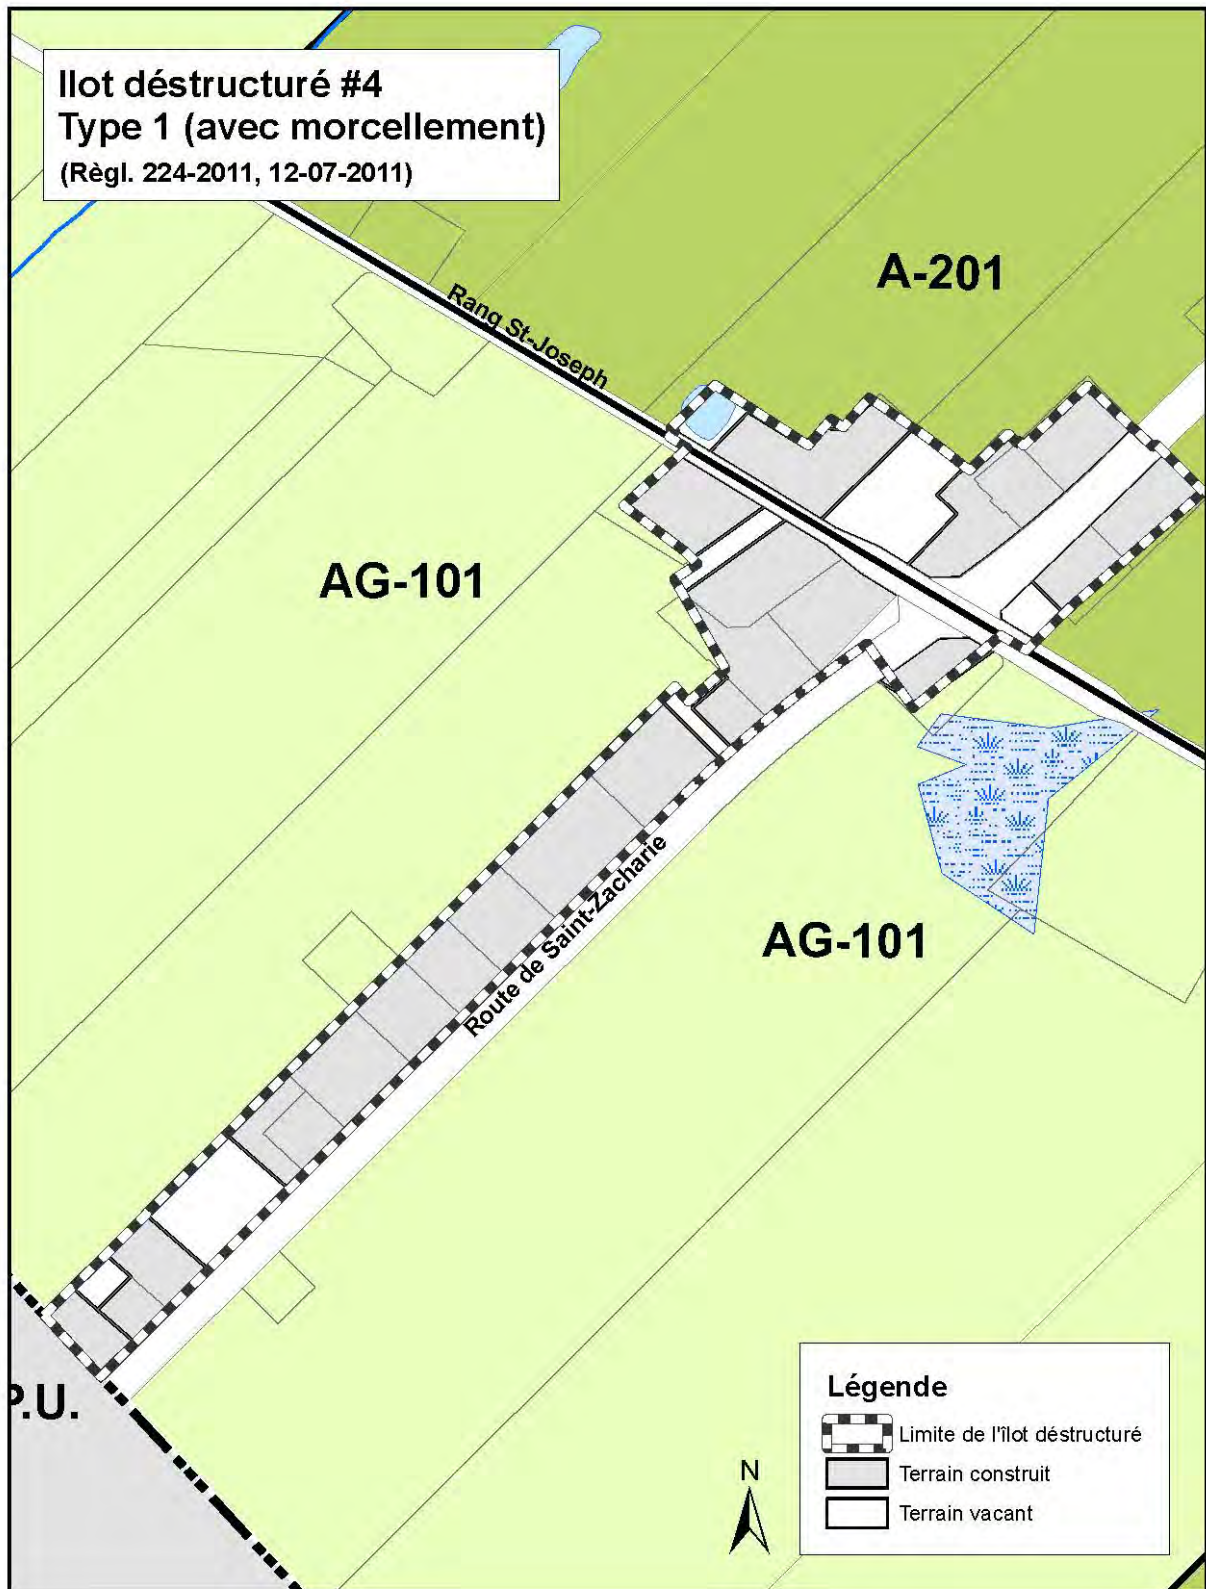 Ilot déstructuré #4
Type 1 (avec morcellement)
(Règl. 224-2011, 12-07-2011)
A-201
Rang St-Joseph
AG-101
AG-101
Route de Saint-Zacharie
P.U.
Légende
Limite de l'îlot déstructuré
Terrain construit
Terrain vacant
N